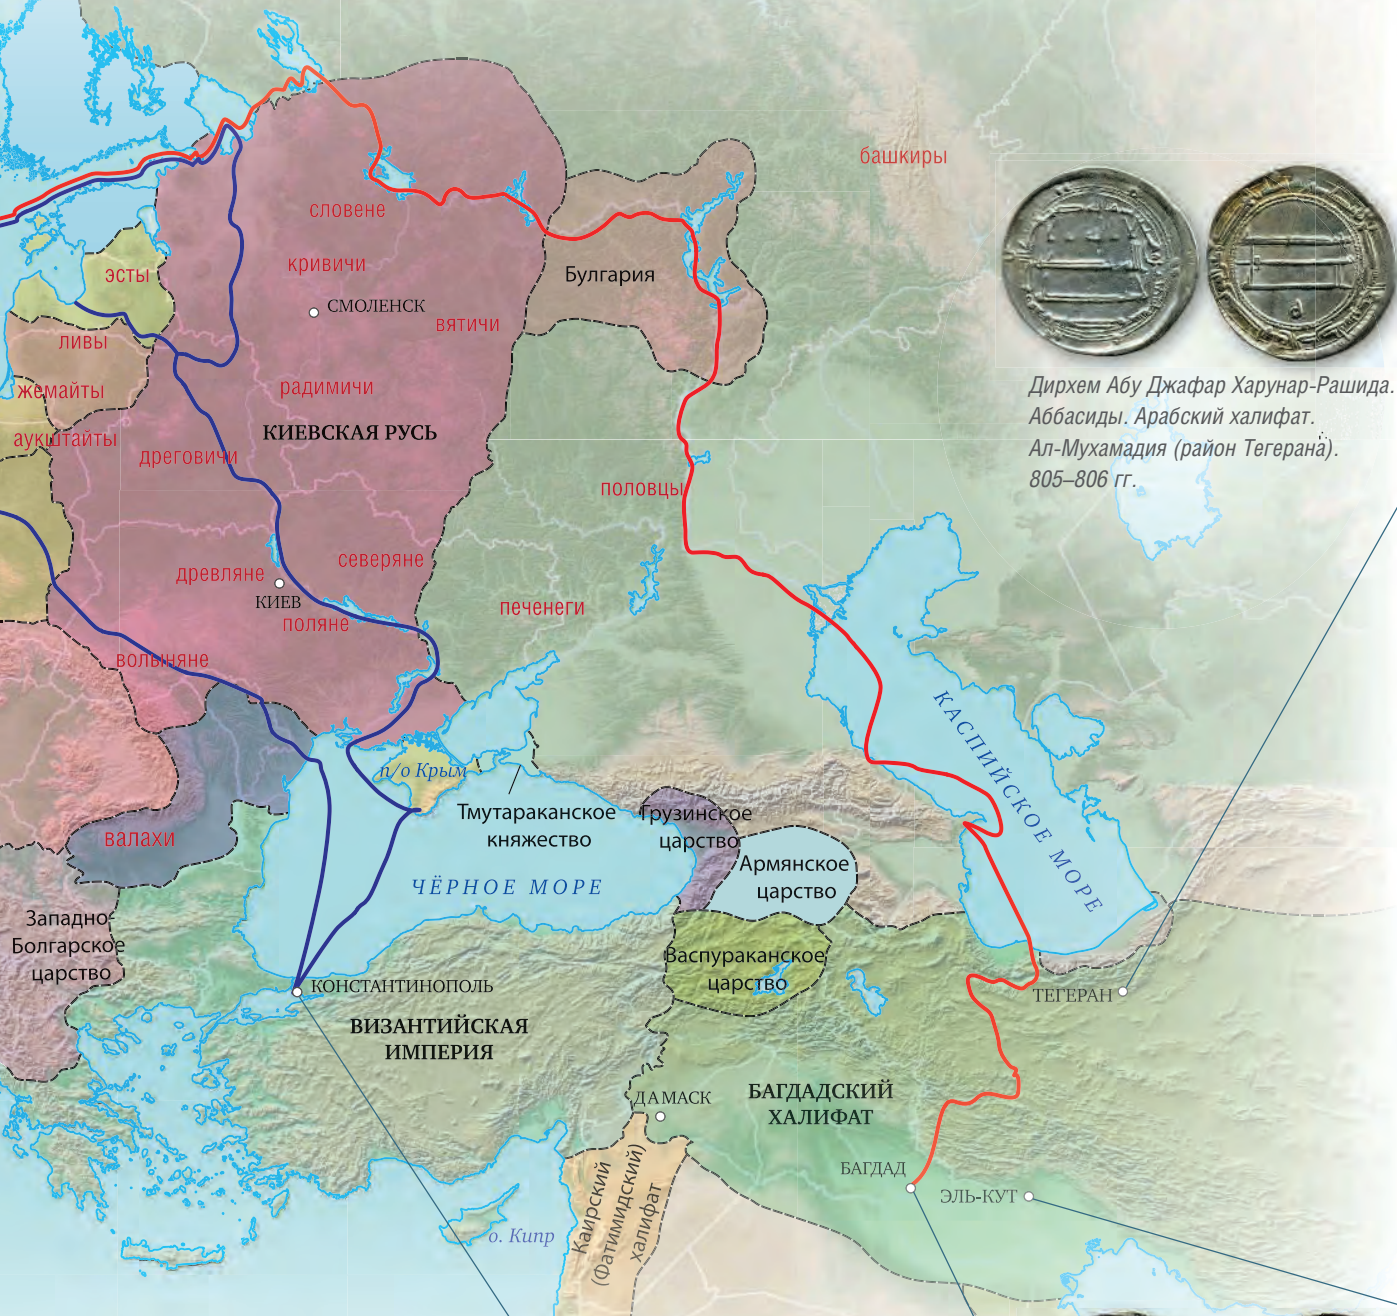 башкиры
словене
кривичи
эсты
Булгария
СМОЛЕНСК
вятичи
ливы
жемайты
радимичи
Дирхем Абу Джафар Харунар-Рашида.
Аббасиды. Арабский халифат.
Ал-Мухамадия (район Тегерана).
805–806 гг.
КИЕВСКАЯ РУСЬ
аукштайты
дреговичи
половцы
северяне
древляне
КИЕВ
печенеги
поляне
волыняне
КАСПИЙСКОЕ МОРЕ
п/о Крым
Тмутараканское
княжество
Грузинское
царство
валахи
Армянское
царство
ЧЁРНОЕ МОРЕ
Западно-
Болгарское
царство
Васпураканское
царство
КОНСТАНТИНОПОЛЬ
ТЕГЕРАН
ВИЗАНТИЙСКАЯ
ИМПЕРИЯ
ДАМАСК
БАГДАДСКИЙ
ХАЛИФАТ
БАГДАД
ЭЛЬ-КУТ
Каирский
(Фатимидский)
халифат
о. Кипр